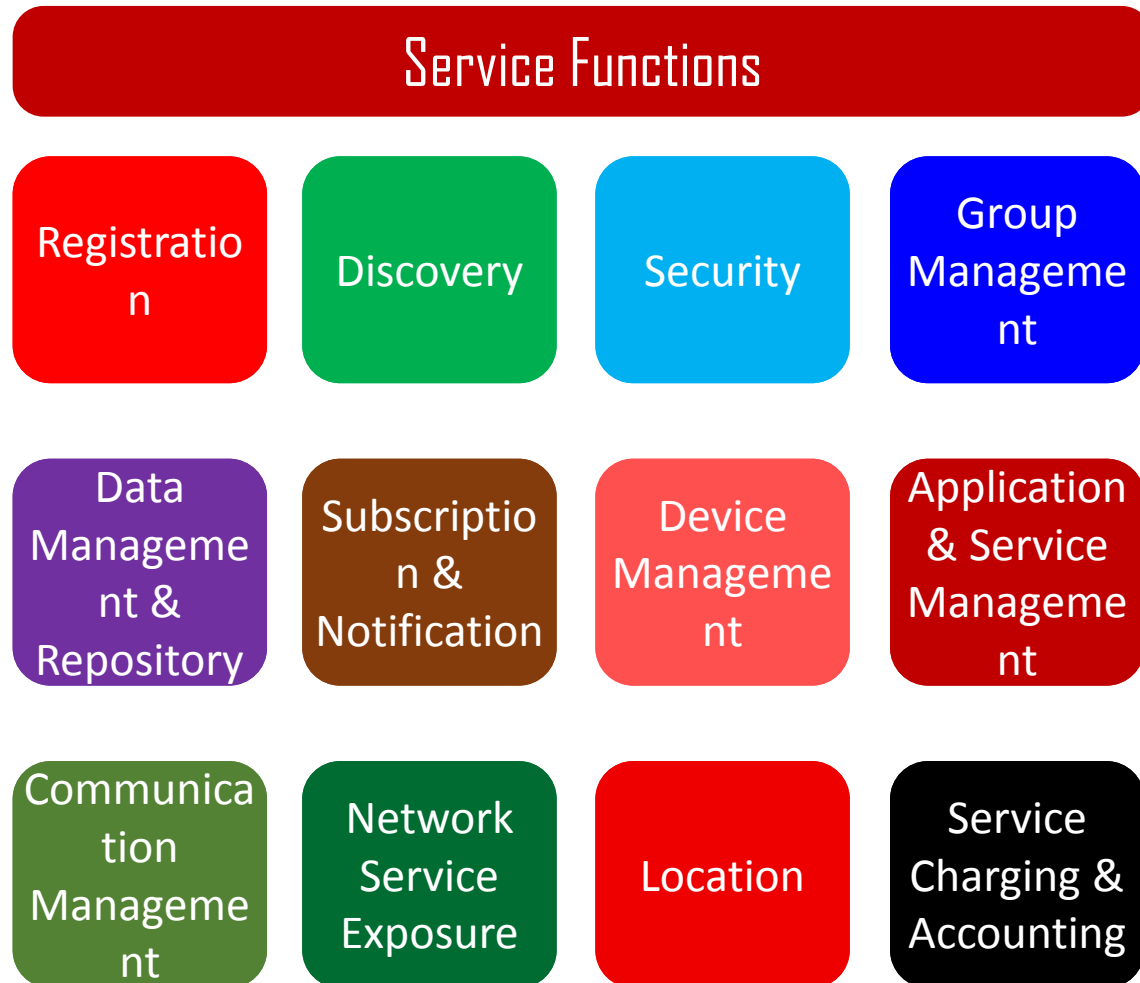 Service Functions
Registratio
n
Discovery
Security
Group
Manageme
nt
Data
Manageme
nt &
Repository
Subscriptio
n &
Notification
Device
Manageme
nt
Application
& Service
Manageme
nt
Communica
tion
Manageme
nt
Network
Service
Exposure
Location
Service
Charging &
Accounting